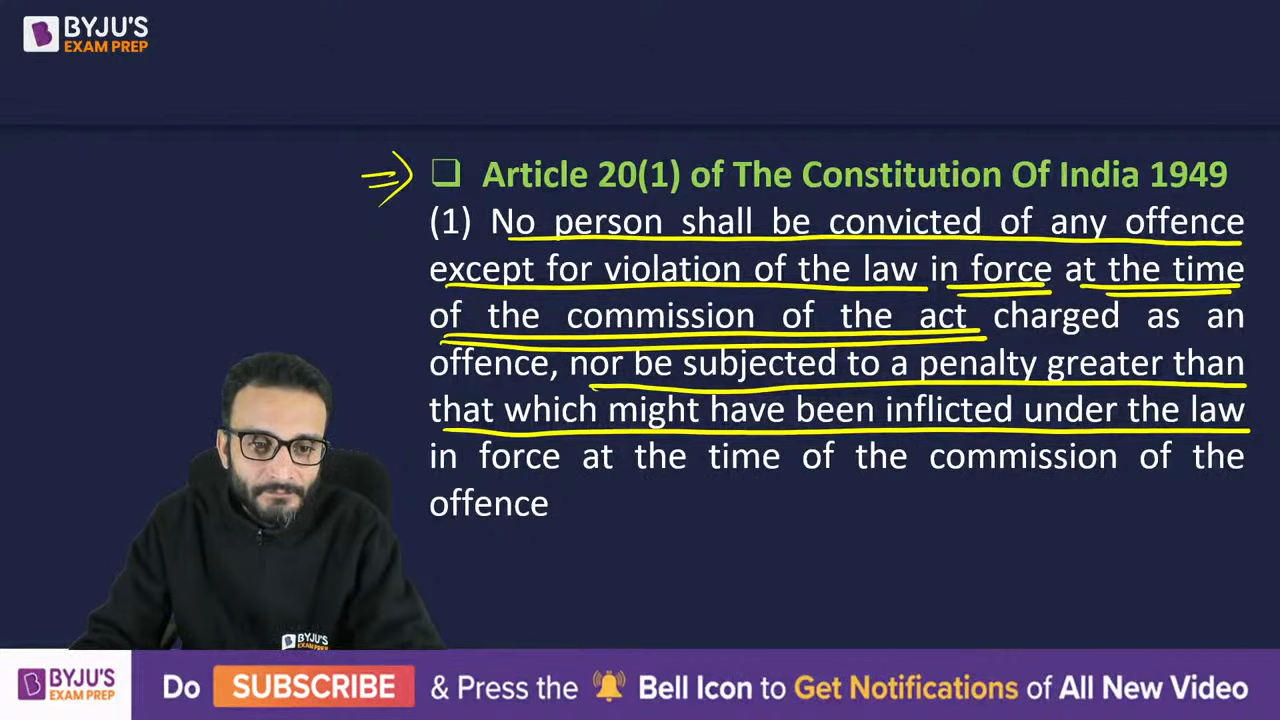 BYJU'S
EXAM PREP
❑ Article 20(1) of The Constitution Of India 1949
(1) No person shall be convicted of any offence
except for violation of the law in force at the time
of the commission of the act charged as an
offence, nor be subjected to a penalty greater than
that which might have been inflicted under the law
in force at the time of the commission of the
offence
BYJU'S
EXAM PREP
BYJU'S
EXAM PREP
Do SUBSCRIBE & Press the Bell Icon to Get Notifications of All New Video